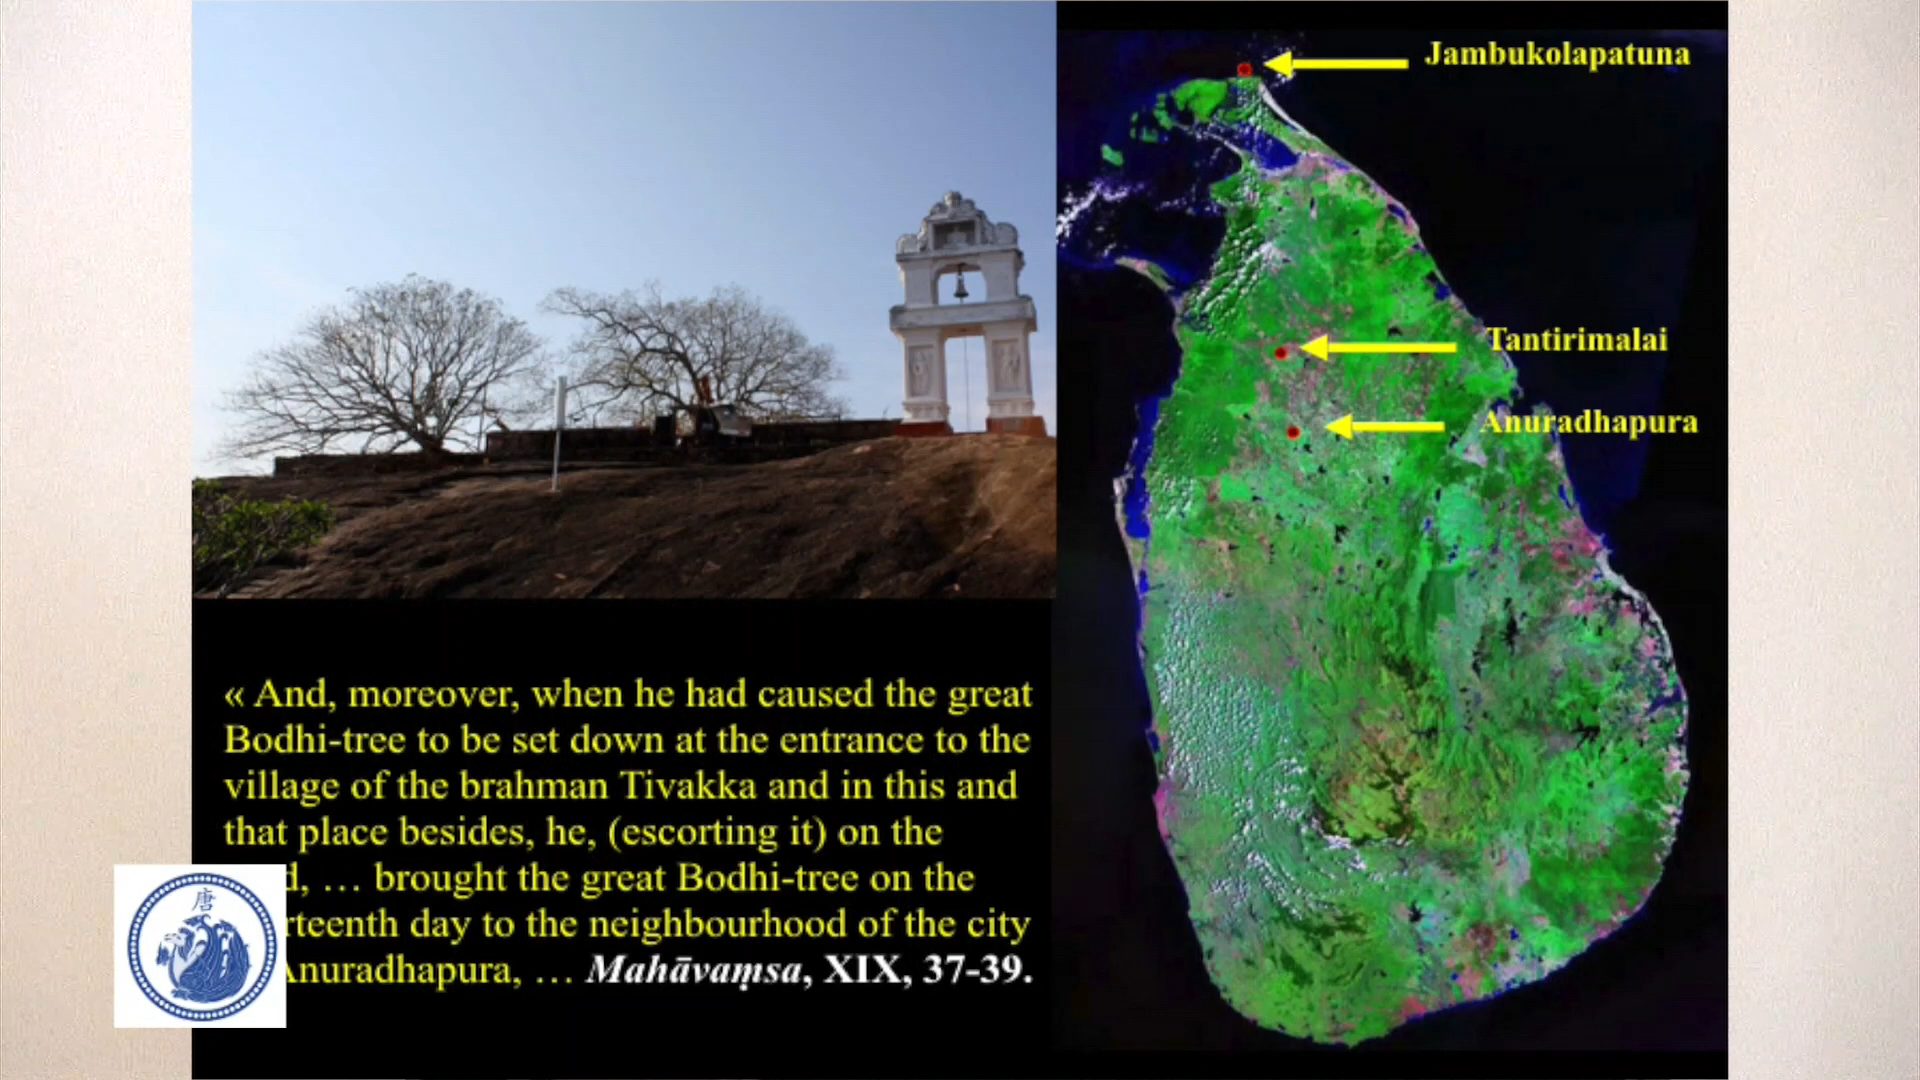 Jambukolapatuna
Tantirimalai
Anuradhapura
« And, moreover, when he had caused the great
Bodhi-tree to be set down at the entrance to the
village of the brahman Tivakka and in this and
that place besides, he, (escorting it) on the
… brought the great Bodhi-tree on the
day to the neighbourhood of the city
Anuradhapura, … Mahāvaṃsa, XIX, 37-39.
唐